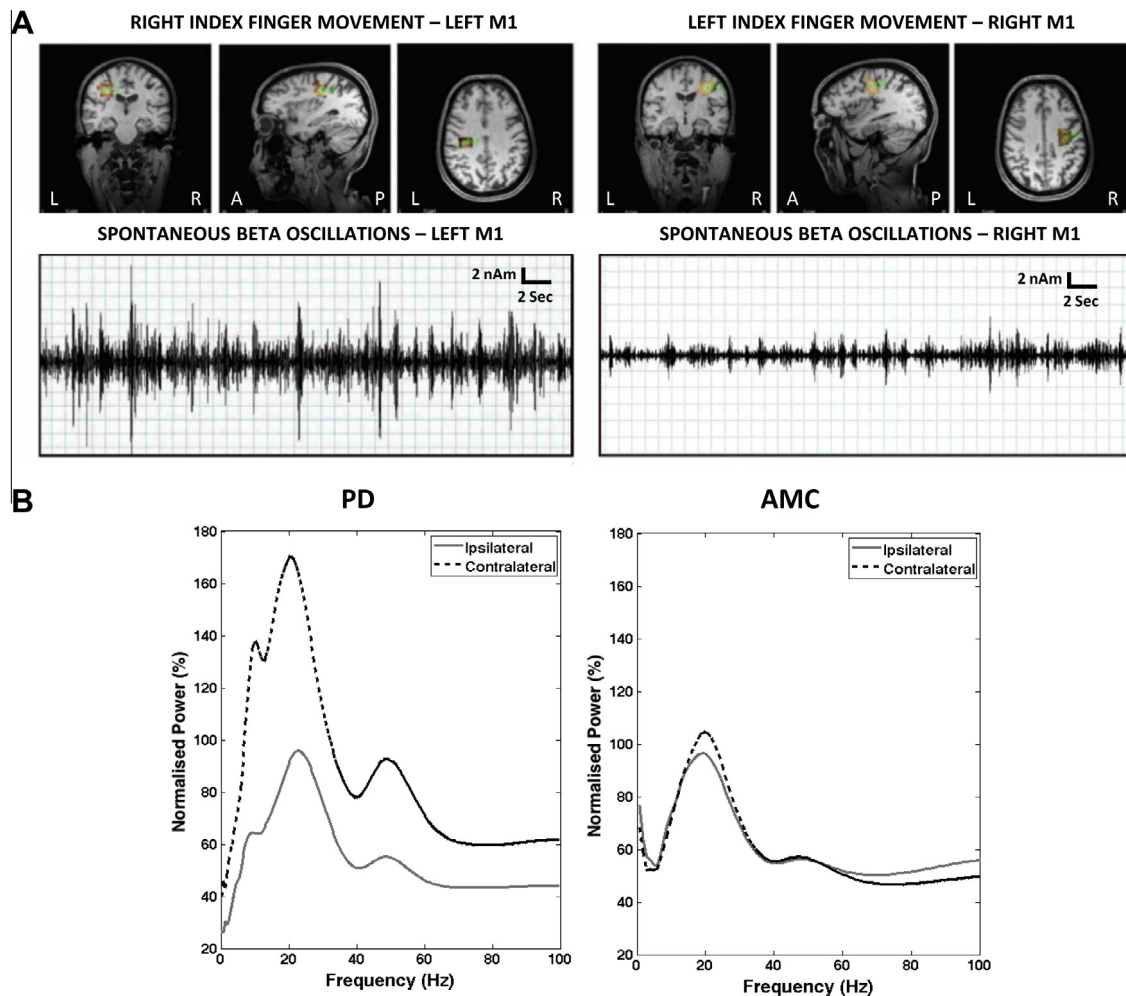 A
RIGHT INDEX FINGER MOVEMENT – LEFT M1
LEFT INDEX FINGER MOVEMENT – RIGHT M1
L R A P L R
L R A P L R
SPONTANEOUS BETA OSCILLATIONS – LEFT M1
SPONTANEOUS BETA OSCILLATIONS – RIGHT M1
2 nAm
2 Sec
2 nAm
2 Sec
B
PD
AMC
Normalised Power (%)
180
160
140
120
100
80
60
40
20
0 20 40 60 80 100
Frequency (Hz)
Ipsilateral
Contralateral
Normalised Power (%)
180
160
140
120
100
80
60
40
20
0 20 40 60 80 100
Frequency (Hz)
Ipsilateral
Contralateral